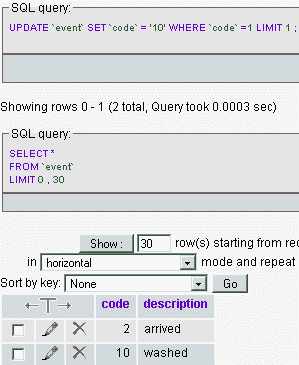 SQL query:
UPDATE `event` SET `code` = '10' WHERE `code` =1 LIMIT 1 ;
Showing rows 0 - 1 (2 total, Query took 0.0003 sec)
SQL query:
SELECT *
FROM `event`
LIMIT 0 , 30
Show : 30 row(s) starting from rec
in horizontal mode and repeat
Sort by key: None Go
←T→ code description
2 arrived
10 washed